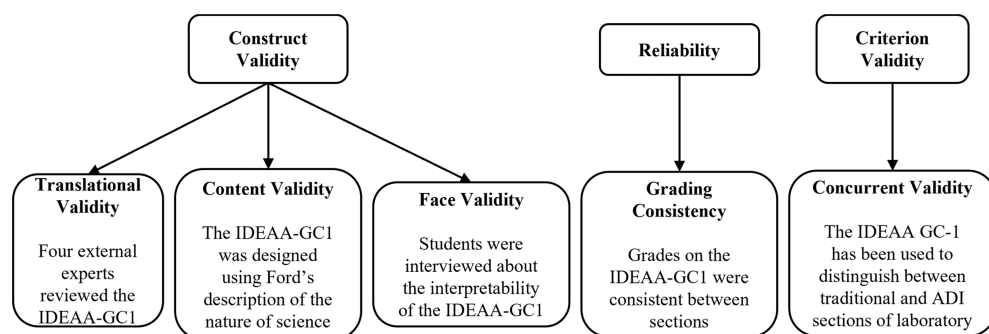 Construct
Validity
Reliability
Criterion
Validity
Translational
Validity
Four external
experts
reviewed the
IDEAA-GC1
Content Validity
The IDEAA-GC1
was designed
using Ford’s
description of the
nature of science
Face Validity
Students were
interviewed about
the interpretability
of the IDEAA-GC1
Grading
Consistency
Grades on the
IDEAA-GC1 were
consistent between
sections
Concurrent Validity
The IDEAA GC-1
has been used to
distinguish between
traditional and ADI
sections of laboratory